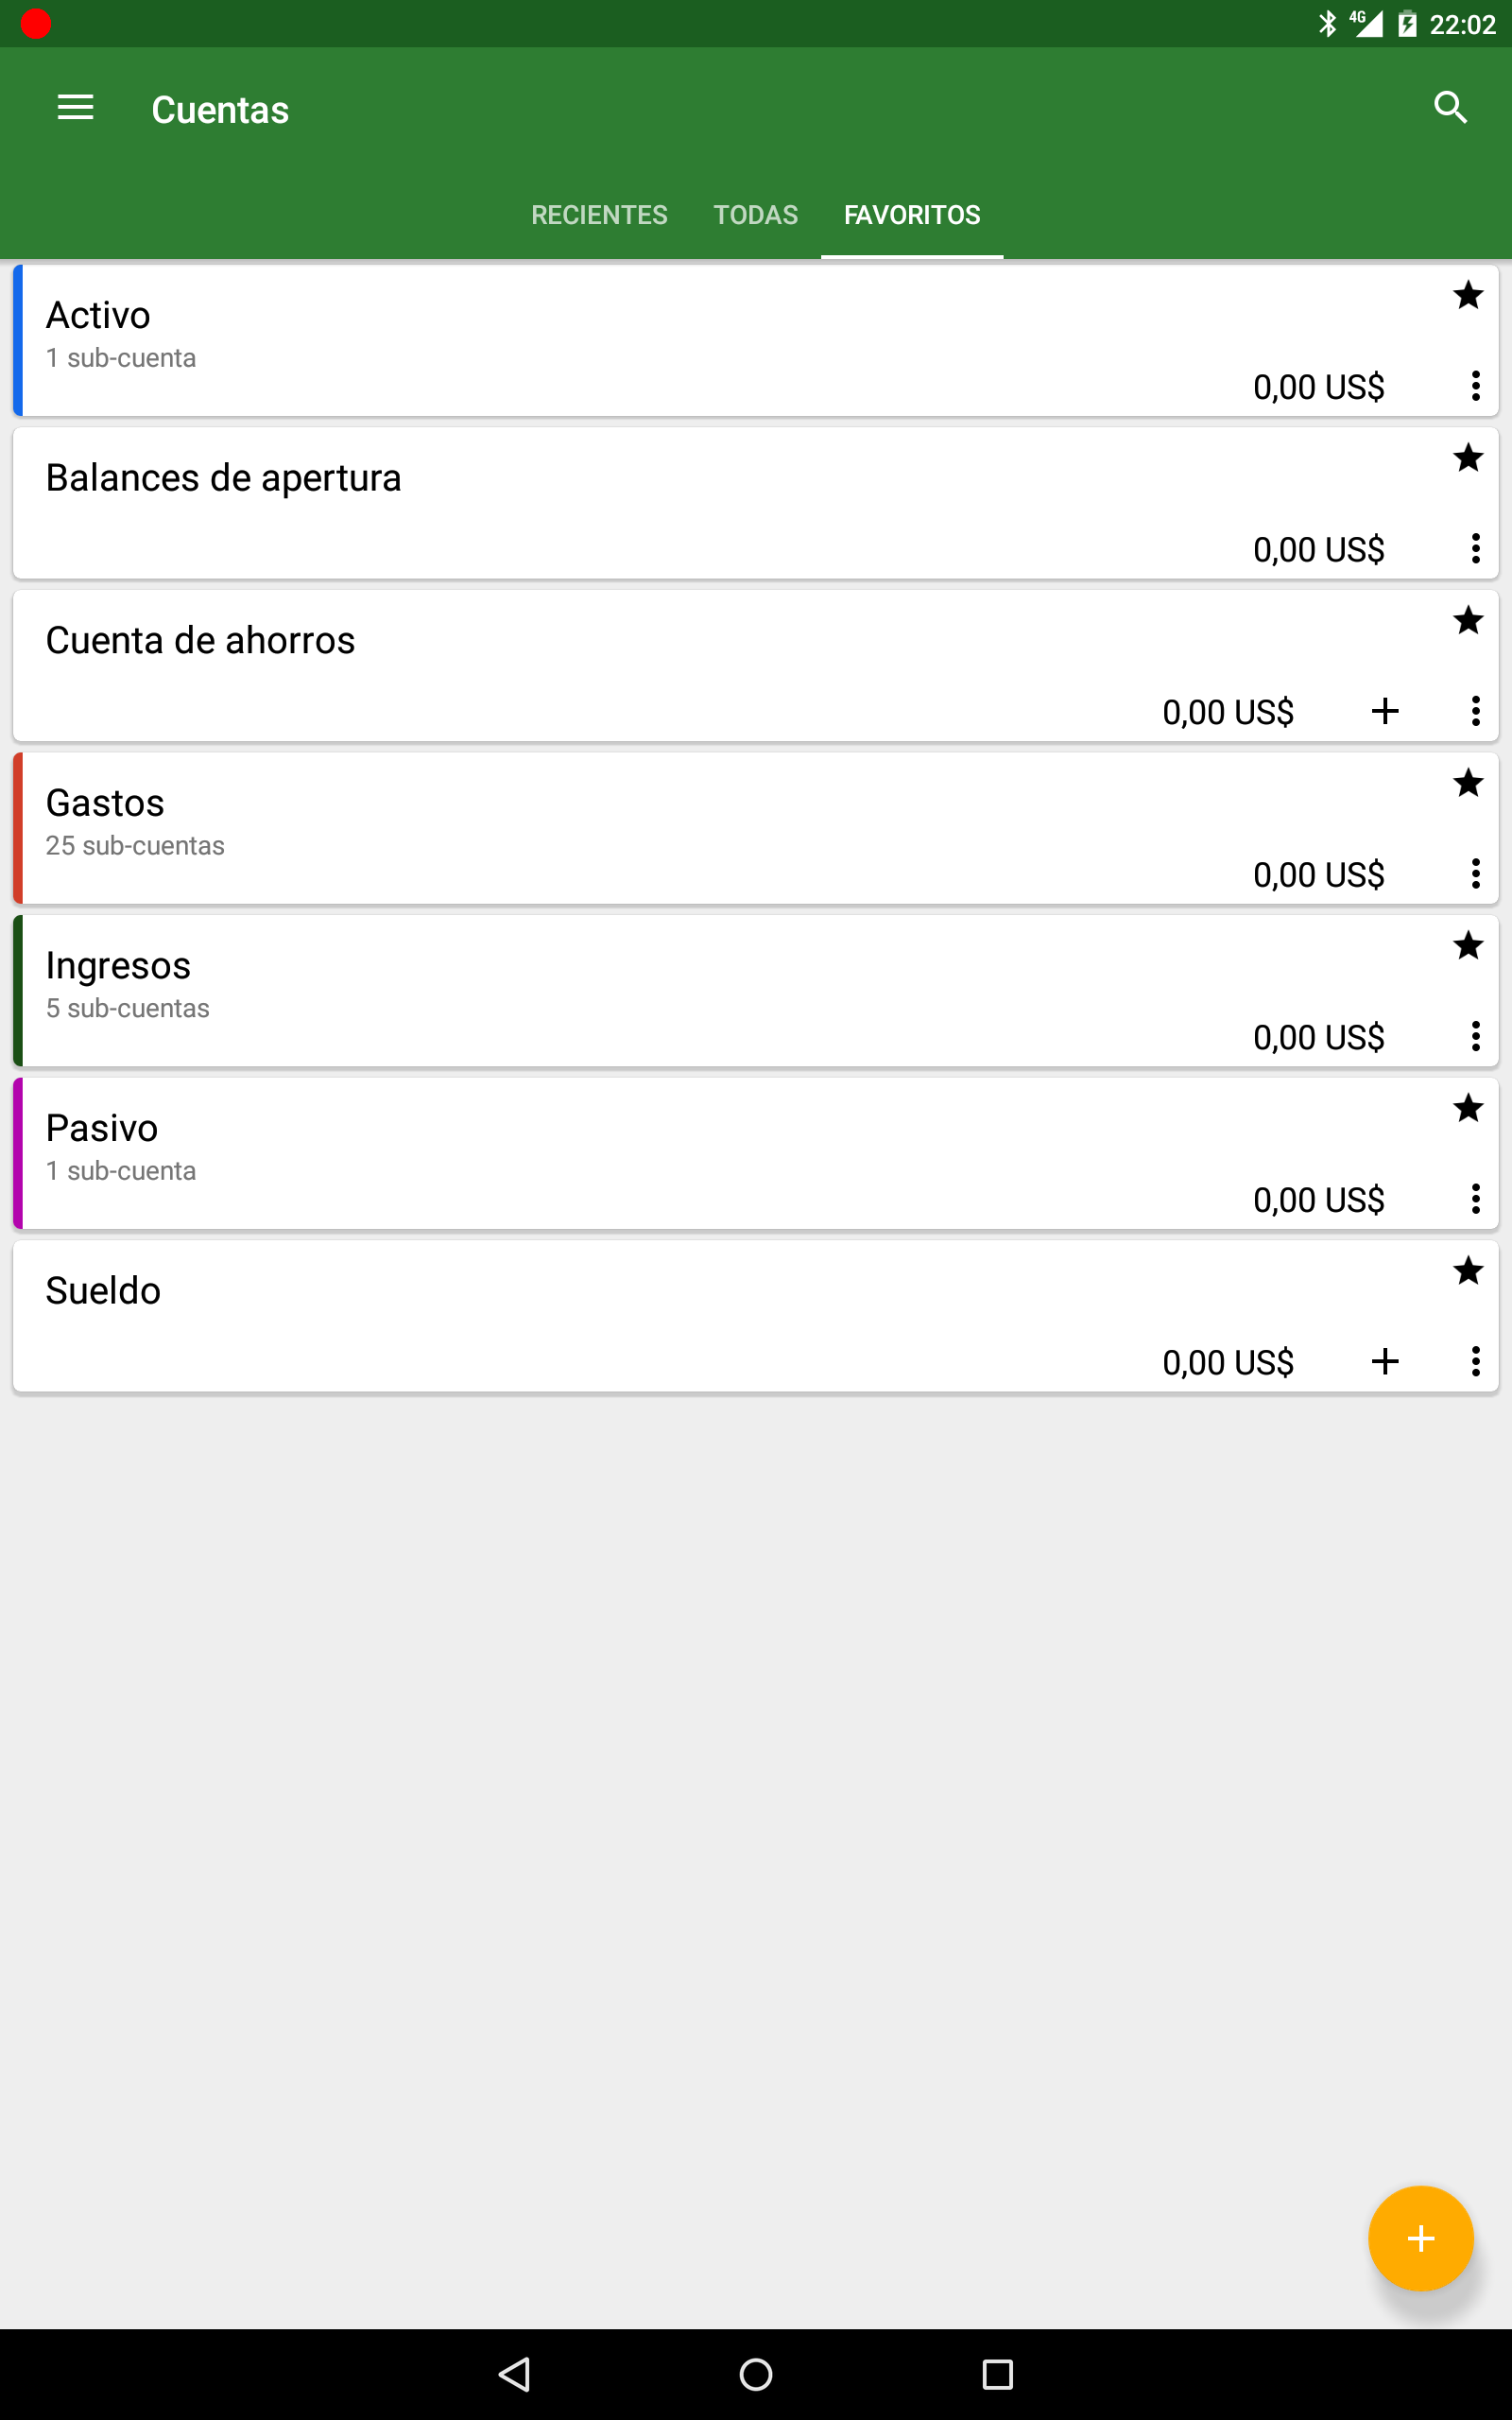 4G 22:02
Cuentas
RECIENTES TODAS FAVORITOS
Activo
1 sub-cuenta
0,00 US$
Balances de apertura
0,00 US$
Cuenta de ahorros
0,00 US$
Gastos
25 sub-cuentas
0,00 US$
Ingresos
5 sub-cuentas
0,00 US$
Pasivo
1 sub-cuenta
0,00 US$
Sueldo
0,00 US$